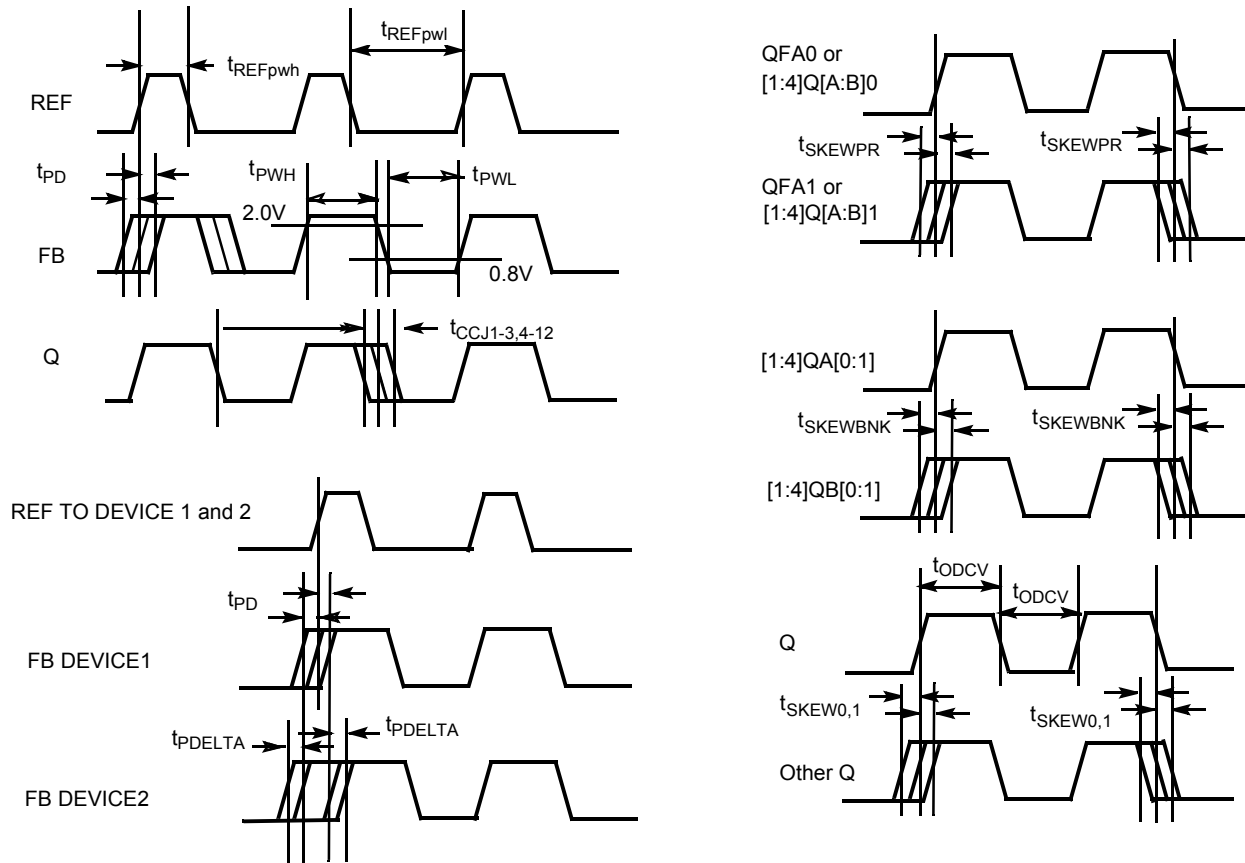 tREFpwl
tREFpwh
REF
tPD
tPWH
tPWL
2.0V
FB
0.8V
Q
tCCJ1-3,4-12
REF TO DEVICE 1 and 2
tPD
FB DEVICE1
tPDELTA
tPDELTA
FB DEVICE2
QFA0 or
[1:4]Q[A:B]0
tSKEWPR
tSKEWPR
QFA1 or
[1:4]Q[A:B]1
[1:4]QA[0:1]
tSKEWBNK
tSKEWBNK
[1:4]QB[0:1]
tODCV
tODCV
Q
tSKEW0,1
tSKEW0,1
Other Q